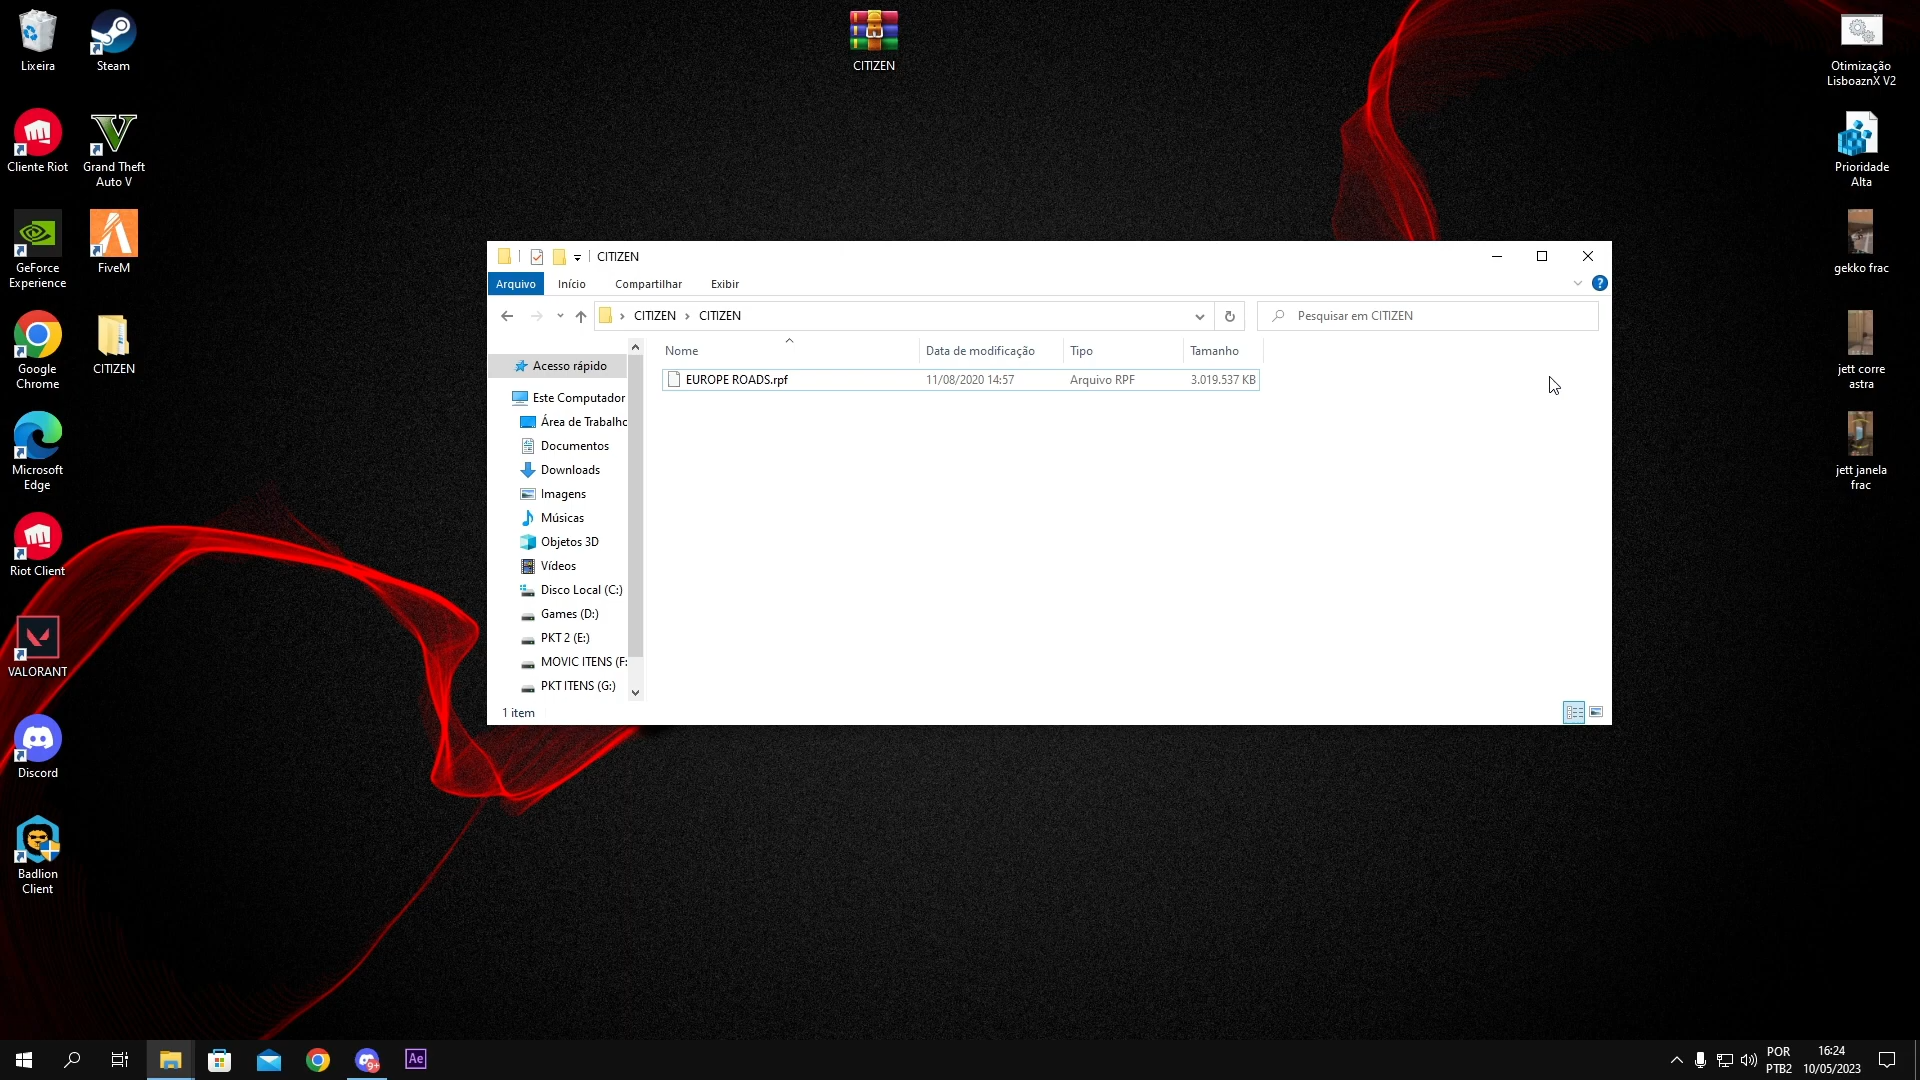 Lixeira
Steam
CITIZEN
Otimização
LisboaznX V2
Cliente Riot
Grand Theft
Auto V
Prioridade
Alta
GeForce
Experience
FiveM
gekko frac
Google
Chrome
CITIZEN
jett corre
astra
Microsoft
Edge
jett janela
frac
Riot Client
VALORANT
Discord
Badlion
Client
CITIZEN
Arquivo
Início
Compartilhar
Exibir
?
CITIZEN
CITIZEN
Pesquisar em CITIZEN
Nome
Data de modificação
Tipo
Tamanho
EUROPE ROADS.rpf
11/08/2020 14:57
Arquivo RPF
3.019.537 KB
Acesso rápido
Este Computador
Área de Trabalho
Documentos
Downloads
Imagens
Músicas
Objetos 3D
Vídeos
Disco Local (C:)
Games (D:)
PKT 2 (E:)
MOVIC ITENS (F:
PKT ITENS (G:)
1 item
9+
Ae
POR
PTB2
16:24
10/05/2023